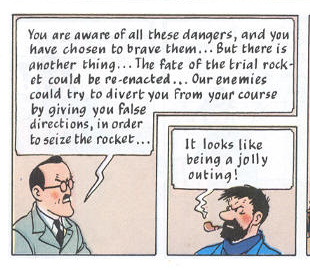 You are aware of all these dangers, and you
have chosen to brave them... But there is
another thing... The fate of the trial rock-
et could be re-enacted... Our enemies
could try to divert you from your course
by giving you false
directions, in order
to seize the rocket...
It looks like
being a jolly
outing!